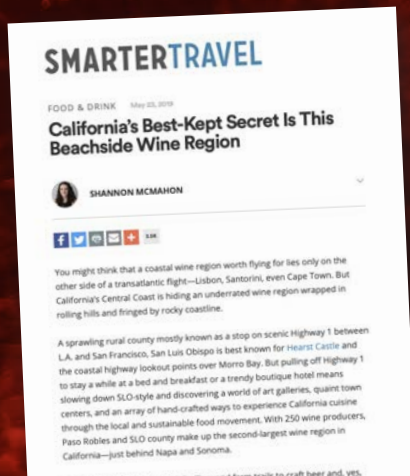 SMARTERTRAVEL
FOOD & DRINK May 23, 2019
California's Best-Kept Secret Is This
Beachside Wine Region
SHANNON MCMAHON
You might think that a coastal wine region worth flying for lies only on the
other side of a transatlantic flight—Lisbon, Santorini, even Cape Town. But
California's Central Coast is hiding an underrated wine region wrapped in
rolling hills and fringed by rocky coastline.
A sprawling rural county mostly known as a stop on scenic Highway 1 between
L.A. and San Francisco, San Luis Obispo is best known for Hearst Castle and
the coastal highway lookout points over Morro Bay. But pulling off Highway 1
to stay a while at a bed and breakfast or a trendy boutique hotel means
slowing down SLO-style and discovering a world of art galleries, quaint town
centers, and an array of hand-crafted ways to experience California cuisine
through the local and sustainable food movement. With 250 wine producers,
Paso Robles and SLO county make up the second-largest wine region in
California—just behind Napa and Sonoma.
trails to craft beer and, yes,